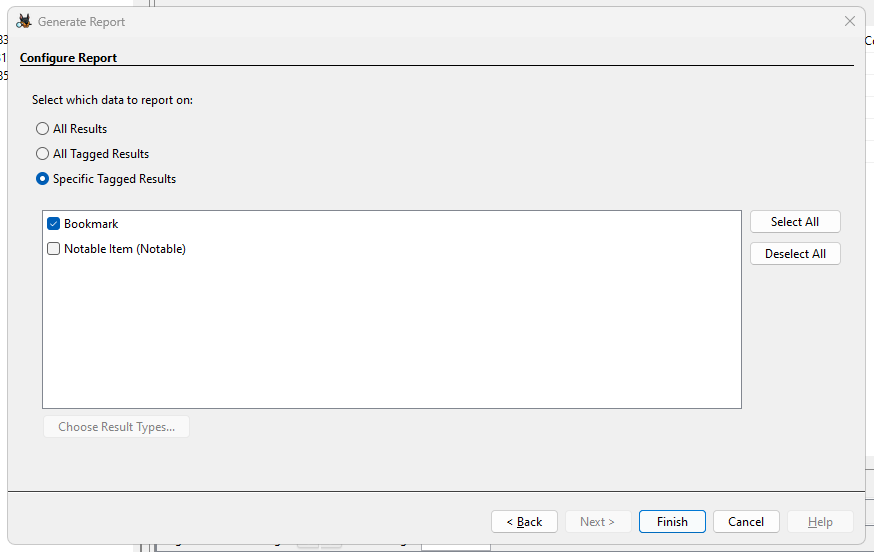 Generate Report
Configure Report
Select which data to report on:
All Results
All Tagged Results
Specific Tagged Results
Bookmark
Notable Item (Notable)
Select All
Deselect All
Choose Result Types...
< Back
Next >
Finish
Cancel
Help